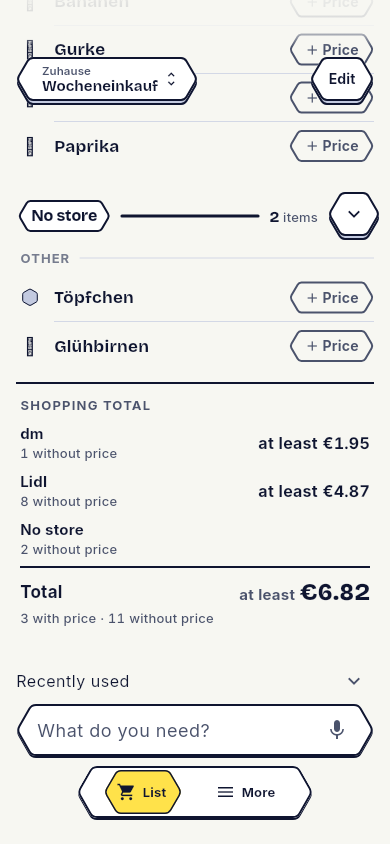 Bananen
+ Price
Gurke
+ Price
Zuhause
Wocheneinkauf
Edit
Paprika
+ Price
No store
2 items
OTHER
Töpfchen
+ Price
Glühbirnen
+ Price
SHOPPING TOTAL
dm
1 without price
at least €1.95
Lidl
8 without price
at least €4.87
No store
2 without price
Total
at least €6.82
3 with price · 11 without price
Recently used
What do you need?
List
More